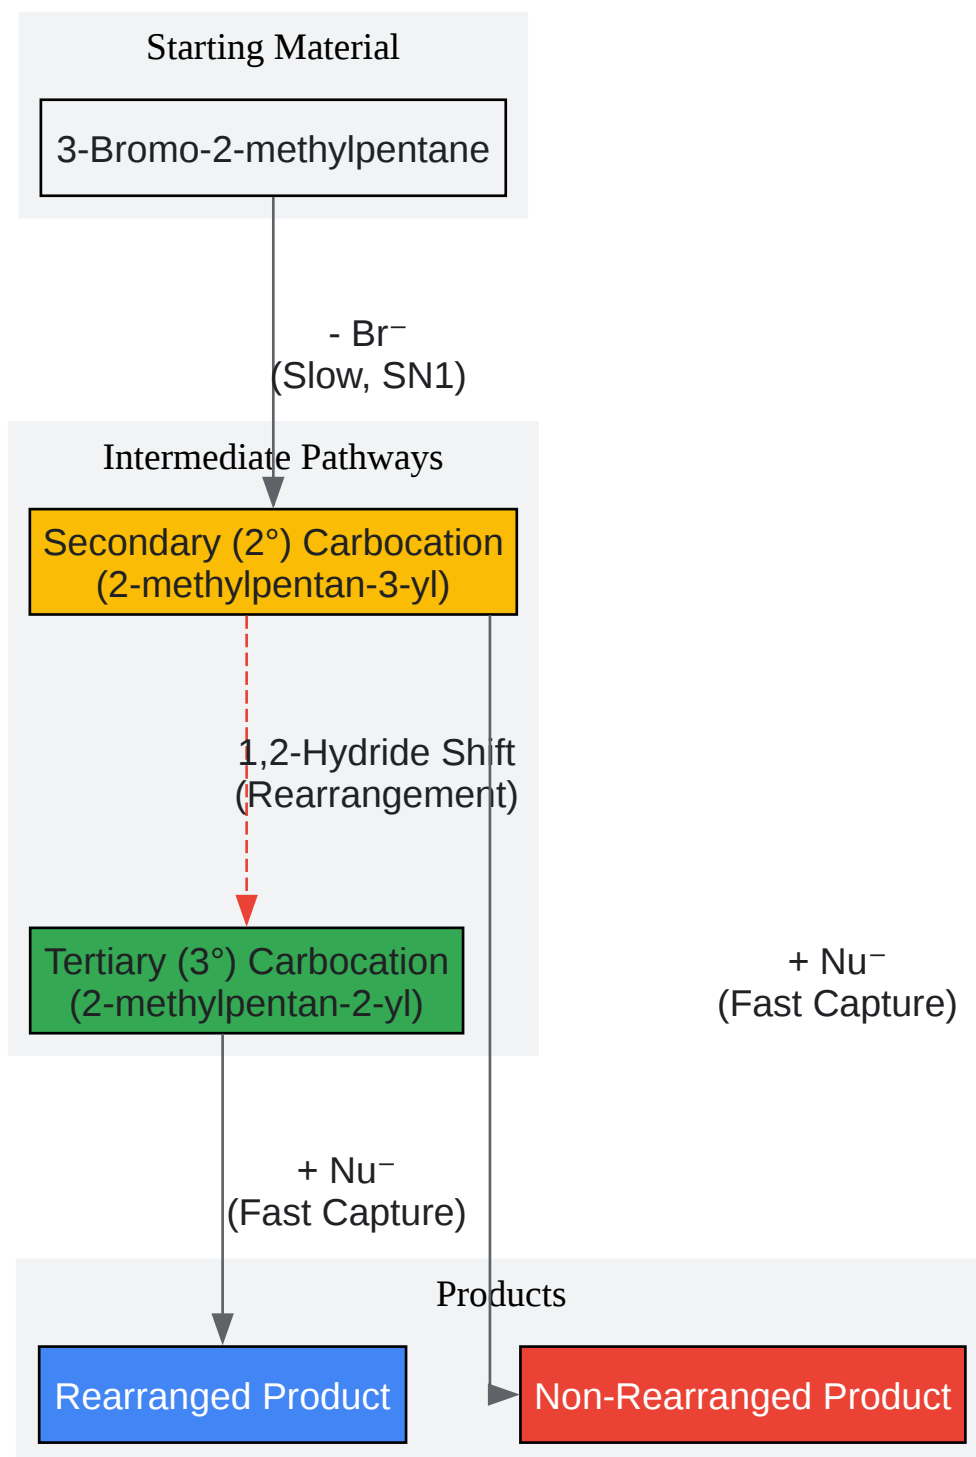 Starting Material
3-Bromo-2-methylpentane
- Br⁻
(Slow, SN1)
Intermediate Pathways
Secondary (2°) Carbocation
(2-methylpentan-3-yl)
1,2-Hydride Shift
(Rearrangement)
Tertiary (3°) Carbocation
(2-methylpentan-2-yl)
+ Nu⁻
(Fast Capture)
+ Nu⁻
(Fast Capture)
Products
Rearranged Product
Non-Rearranged Product